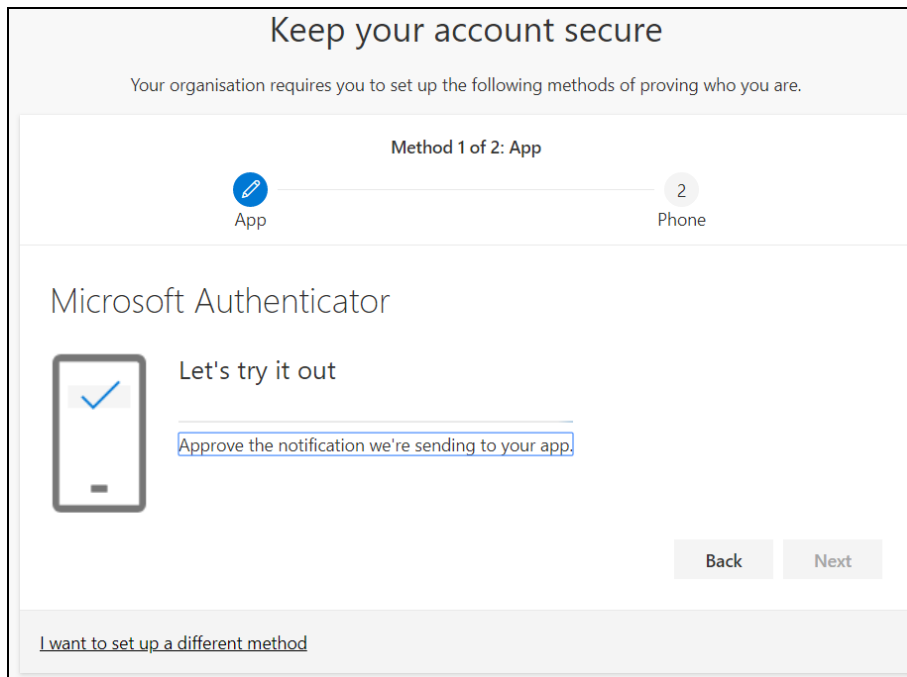 Keep your account secure
Your organisation requires you to set up the following methods of proving who you are.
Method 1 of 2: App
2
App
Phone
Microsoft Authenticator
Let's try it out
Approve the notification we're sending to your app.
Back
Next
I want to set up a different method